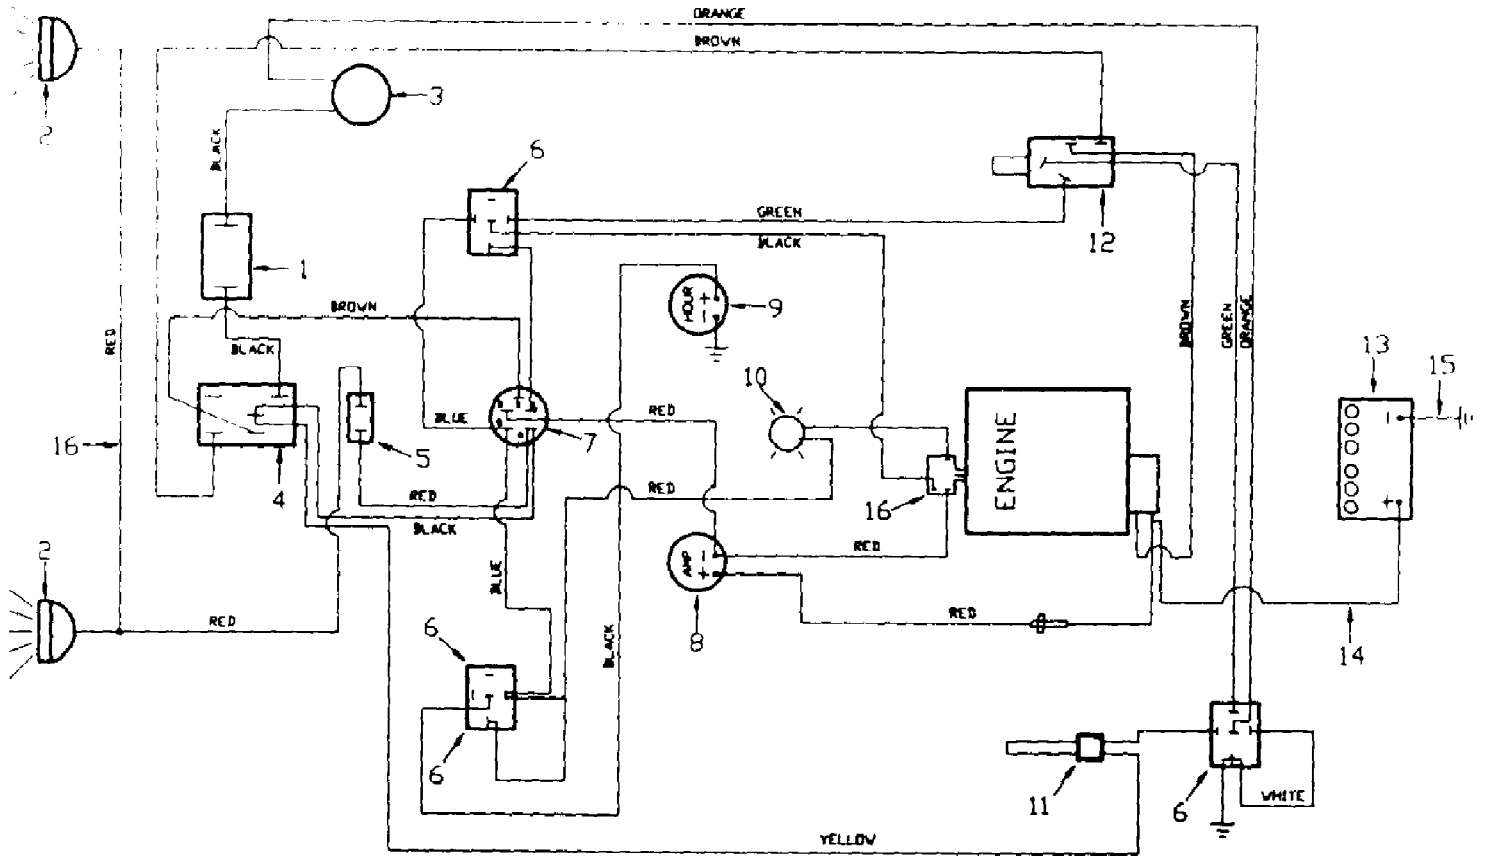 ORANGE
BROWN
2
3
BLACK
6
GREEN
BLACK
12
1
HOUR
+
9
BROWN
BROWN
GREEN
ORANGE
RED
BLACK
13
15
10
RED
BLUE
7
ENGINE
16
5
4
RED
RED
16
BLACK
RED
2
AMP
+
BLUE
8
RED
RED
14
6
BLACK
6
11
6
WHITE
YELLOW